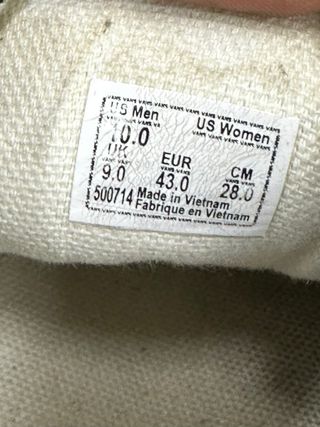 US Men US Women
10.0
UK EUR CM
9.0 43.0 28.0
500714 Made in Vietnam
Fabrique en Vietnam